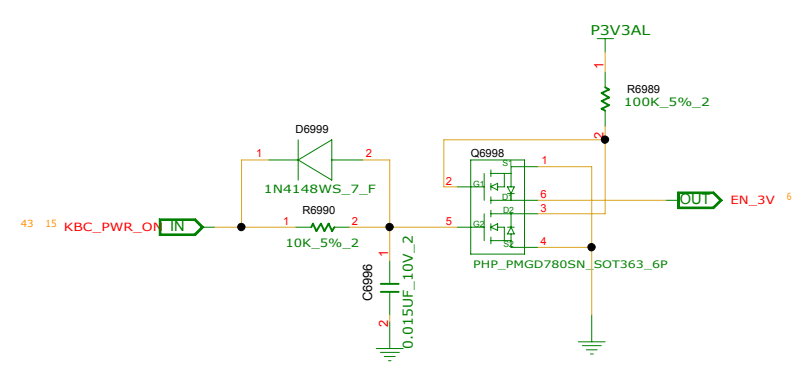 P3V3AL
1
R6989
100K_5%_2
2
D6999
1
2
1N4148WS_7_F
Q6998
S1
1
2
G1
D1
6
OUT
EN_3V
6
D2
3
43
15
KBC_PWR_ON
IN
1
R6990
2
10K_5%_2
5
G2
S2
4
PHP_PMGD780SN_SOT363_6P
1
C6996
2
0.015UF_10V_2